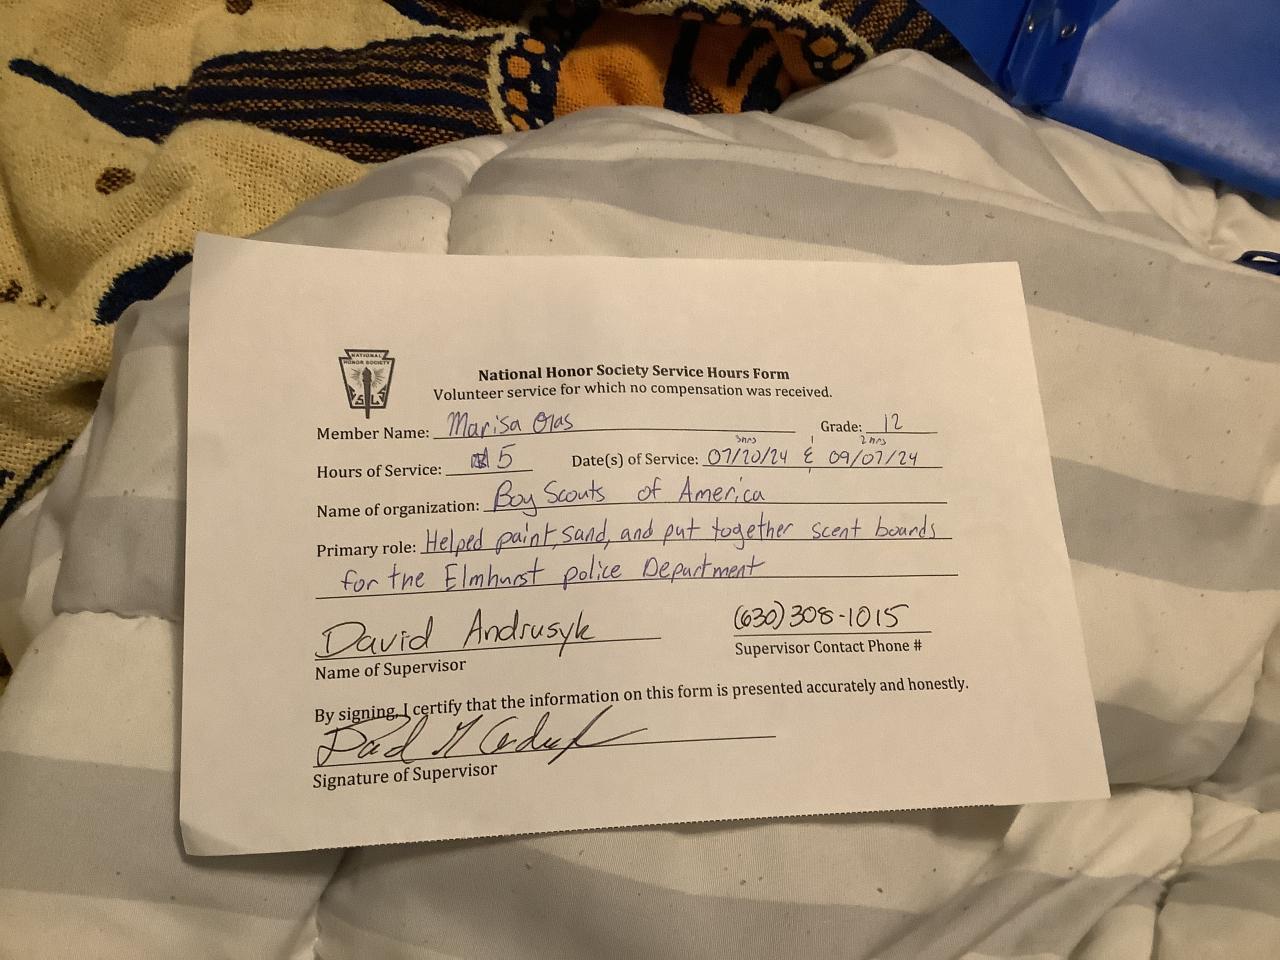 NATIONAL
HONOR SOCIETY
National Honor Society Service Hours Form
Volunteer service for which no compensation was received.
Member Name: Marisa Olas Grade: 12
3hrs 2hrs
Hours of Service: 5 Date(s) of Service: 07/20/24 & 09/07/24
Name of organization: Boy Scouts of America
Primary role: Helped paint, sand, and put together scent boards
for the Elmhurst police Department
David Andrusyk (630) 308-1015
Name of Supervisor Supervisor Contact Phone #
By signing, I certify that the information on this form is presented accurately and honestly.
Signature of Supervisor